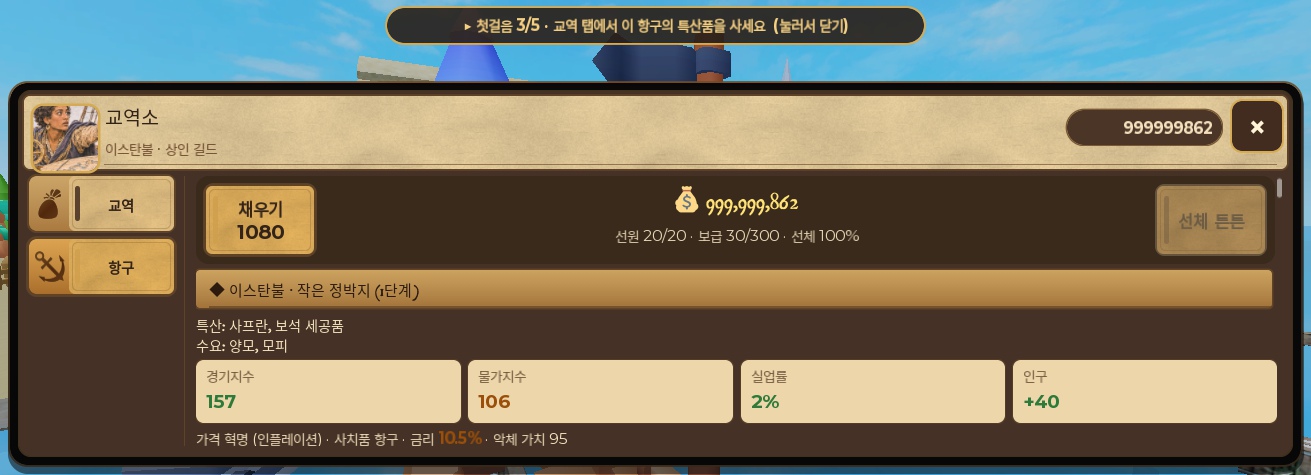 ▸ 첫걸음 3/5 · 교역 탭에서 이 항구의 특산품을 사세요 (눌러서 닫기)
교역소
이스탄불 · 상인 길드
999999862
×
교역
항구
채우기
1080
$ 999,999,862
선원 20/20 · 보급 30/300 · 선체 100%
선체 튼튼
◆ 이스탄불 · 작은 정박지 (1단계)
특산: 사프란, 보석 세공품
수요: 양모, 모피
경기지수
157
물가지수
106
실업률
2%
인구
+40
가격 혁명 (인플레이션) · 사치품 항구 · 금리 10.5% · 악체 가치 95